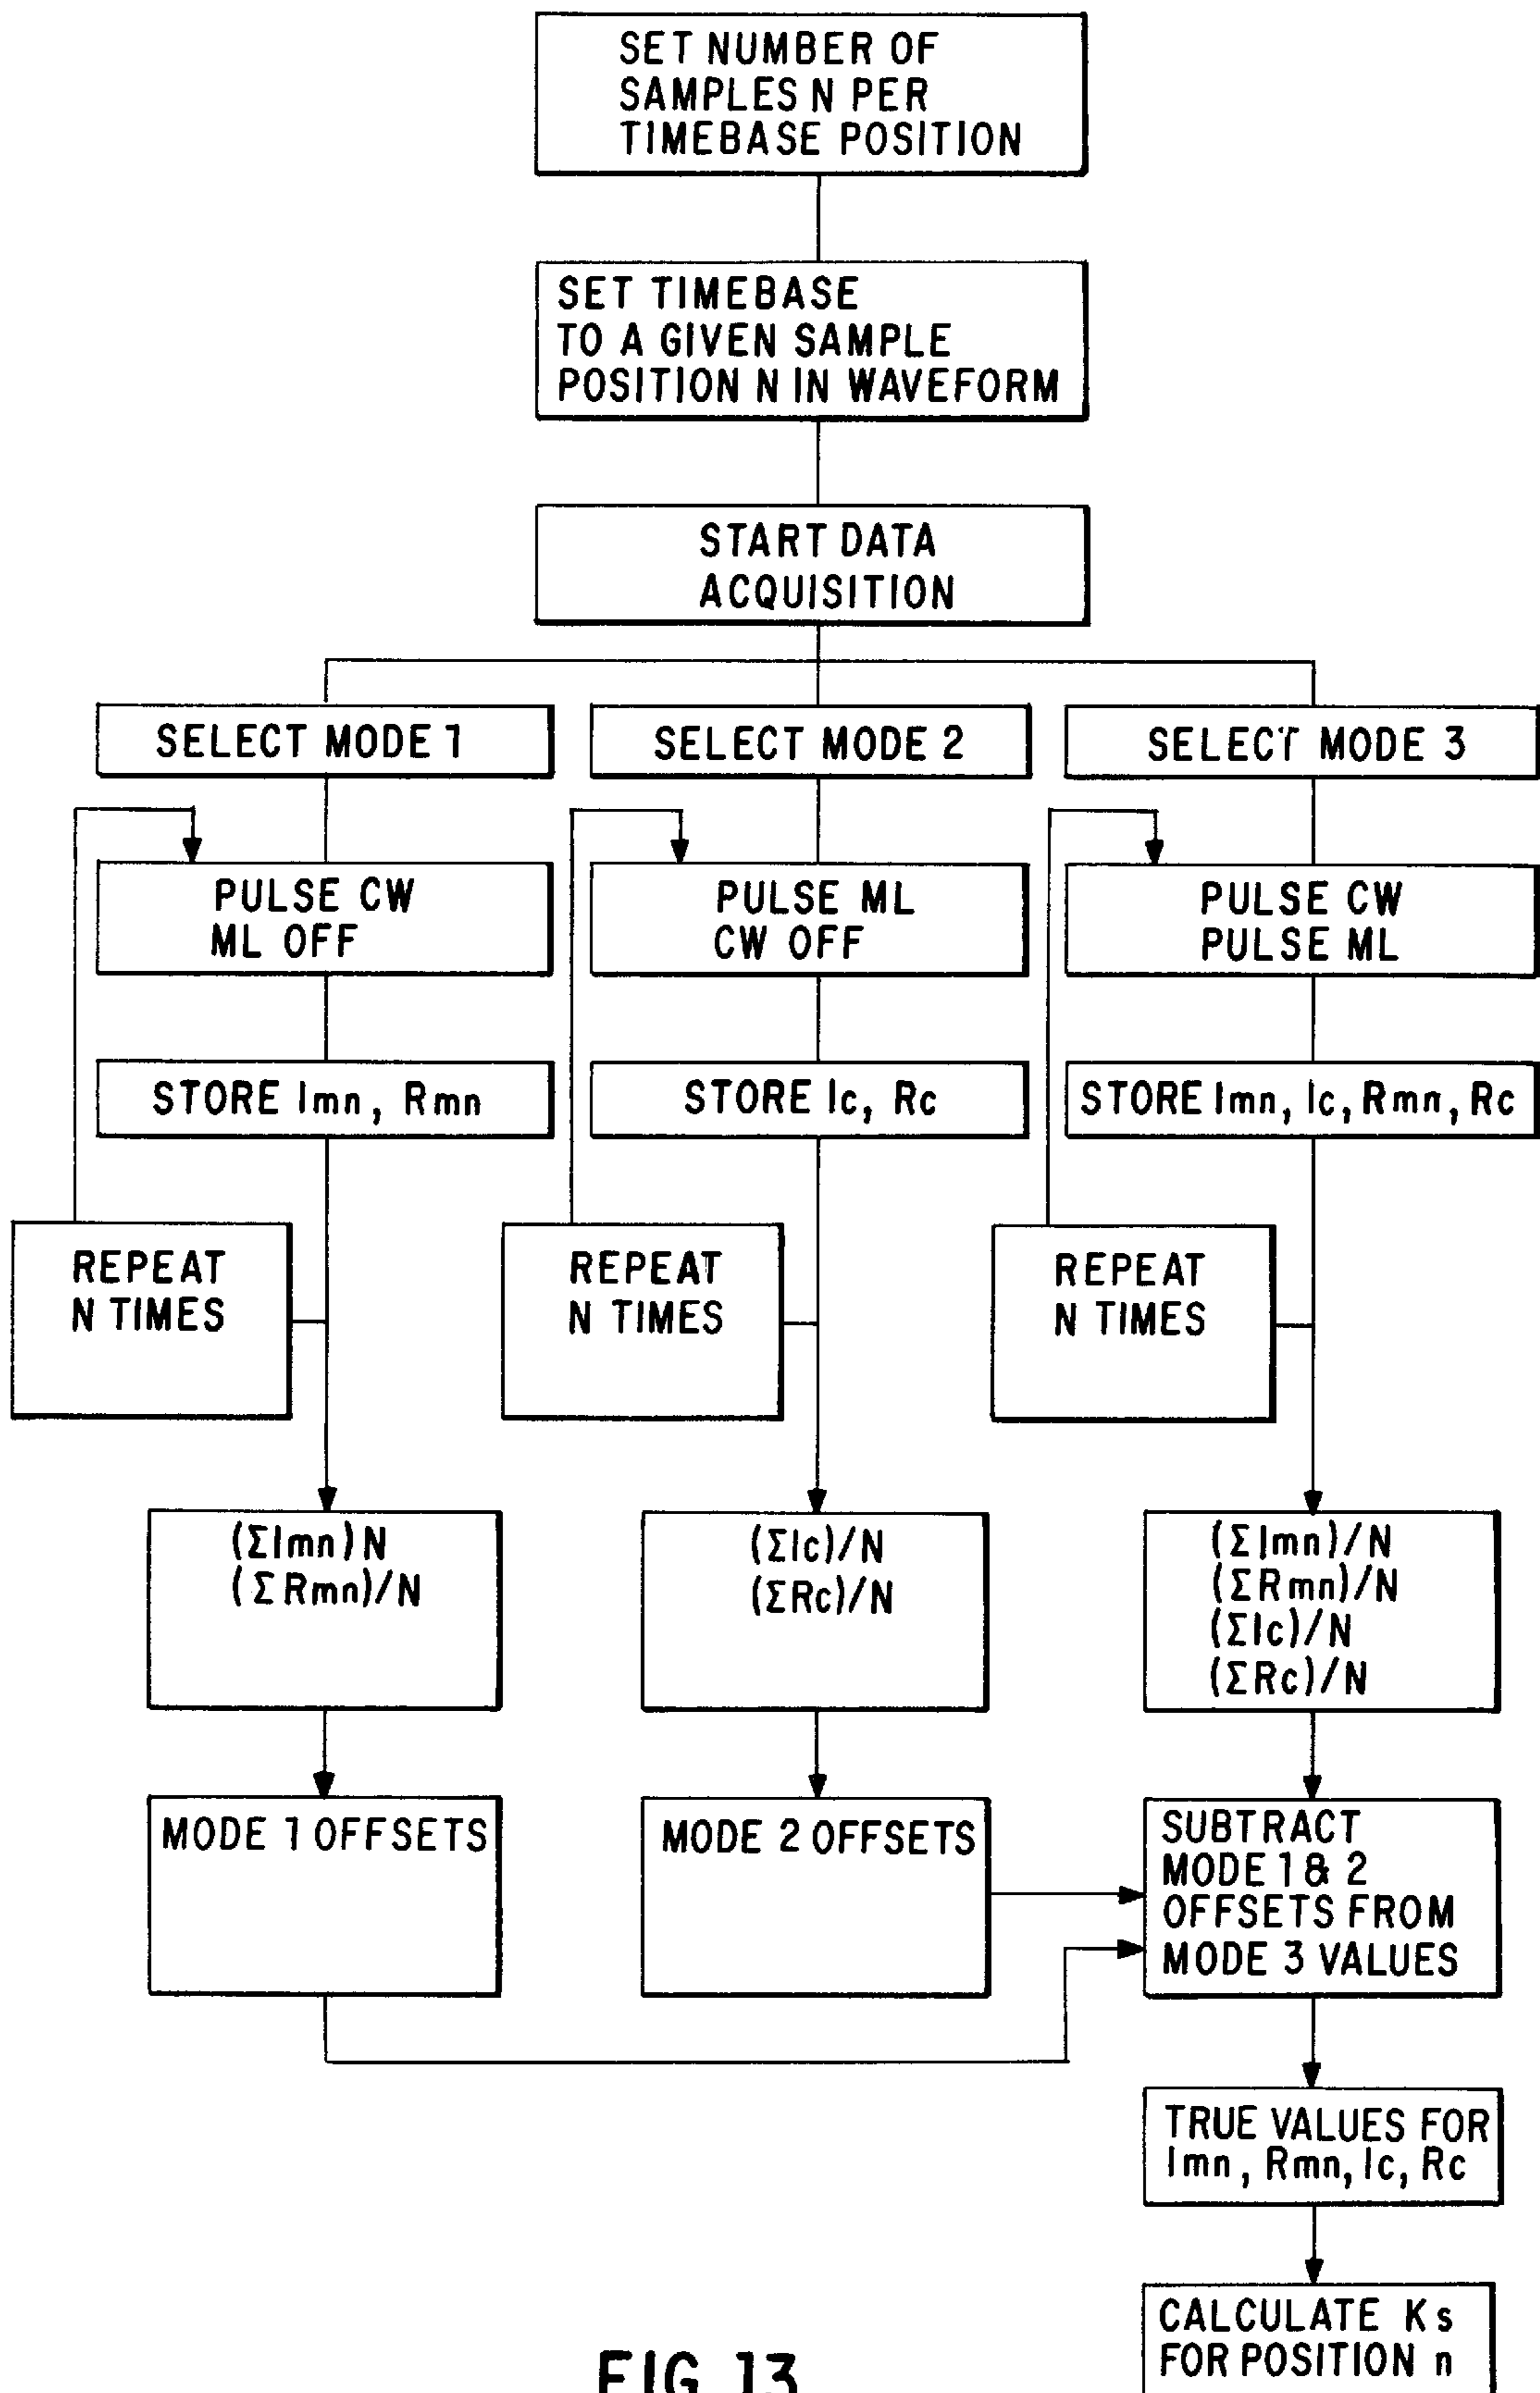 SET NUMBER OF
SAMPLES N PER
TIMEBASE POSITION
SET TIMEBASE
TO A GIVEN SAMPLE
POSITION N IN WAVEFORM
START DATA
ACQUISITION
SELECT MODE 1
SELECT MODE 2
SELECT MODE 3
PULSE CW
ML OFF
PULSE ML
CW OFF
PULSE CW
PULSE ML
STORE Imn, Rmn
STORE Ic, Rc
STORE Imn, Ic, Rmn, Rc
REPEAT
N TIMES
REPEAT
N TIMES
REPEAT
N TIMES
(ΣImn)N
(ΣRmn)/N
(ΣIc)/N
(ΣRc)/N
(ΣImn)/N
(ΣRmn)/N
(ΣIc)/N
(ΣRc)/N
MODE 1 OFFSETS
MODE 2 OFFSETS
SUBTRACT
MODE 1 & 2
OFFSETS FROM
MODE 3 VALUES
TRUE VALUES FOR
Imn, Rmn, Ic, Rc
CALCULATE Ks
FOR POSITION n
FIG 13